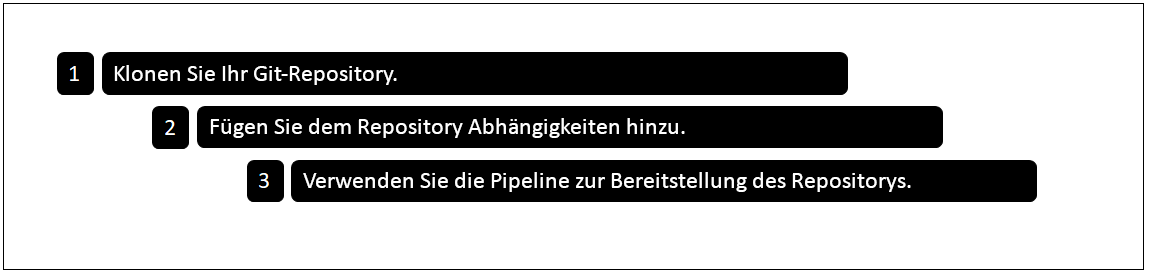 1 Klonen Sie Ihr Git-Repository.
2 Fügen Sie dem Repository Abhängigkeiten hinzu.
3 Verwenden Sie die Pipeline zur Bereitstellung des Repositorys.